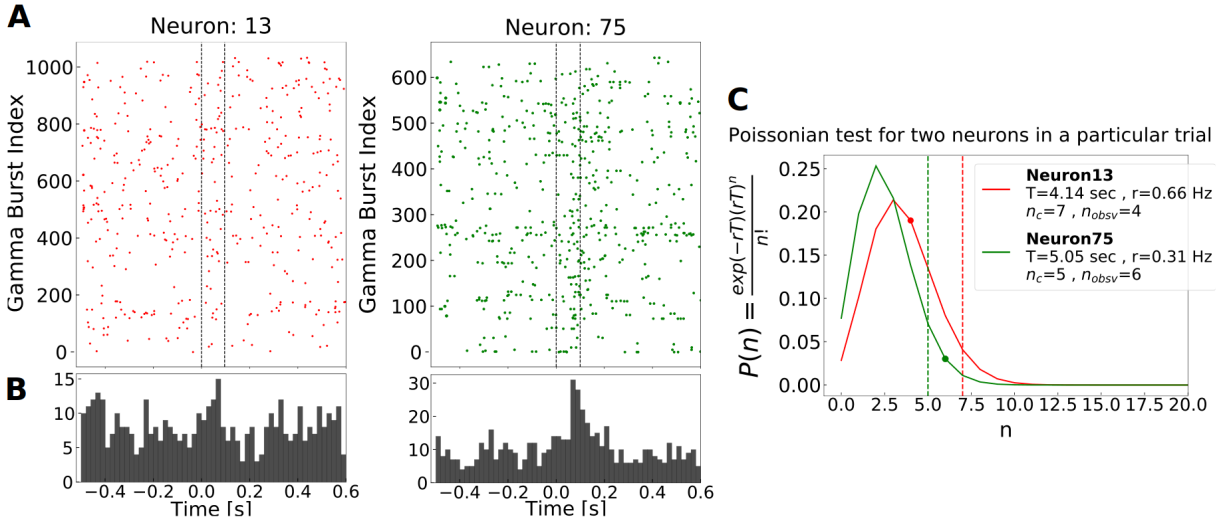 A
Neuron: 13
Neuron: 75
Gamma Burst Index
1000
800
600
400
200
0
Gamma Burst Index
600
500
400
300
200
100
0
B
15
10
5
0
−0.4 −0.2 0.0 0.2 0.4 0.6
Time [s]
30
20
10
0
−0.4 −0.2 0.0 0.2 0.4 0.6
Time [s]
C
Poissonian test for two neurons in a particular trial
P(n) = exp(-rT)(rT)^n / n!
0.25
0.20
0.15
0.10
0.05
0.00
0.0 2.5 5.0 7.5 10.0 12.5 15.0 17.5 20.0
n
Neuron13
T=4.14 sec , r=0.66 Hz
n_c=7 , n_obsv=4
Neuron75
T=5.05 sec , r=0.31 Hz
n_c=5 , n_obsv=6